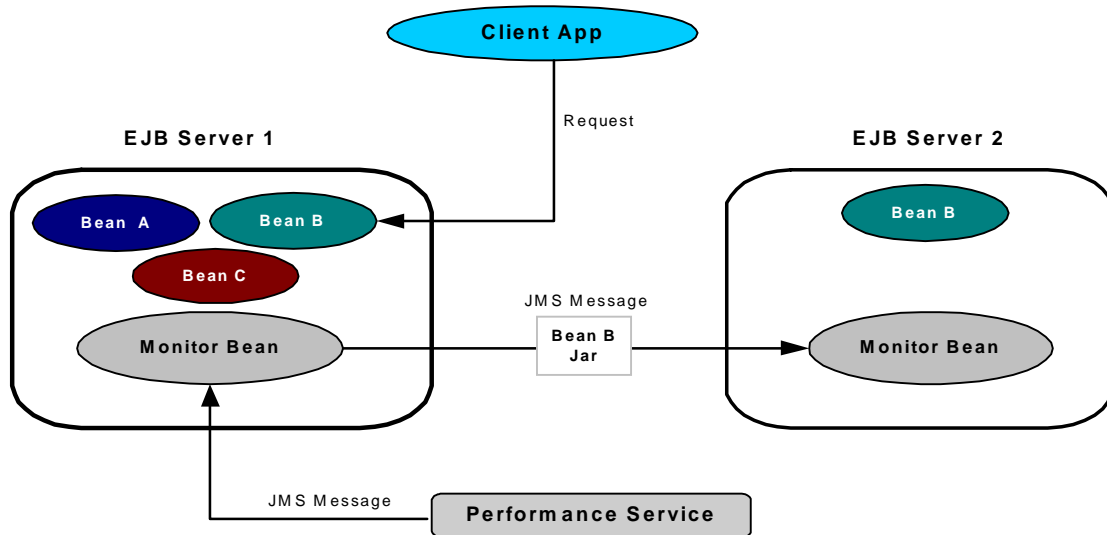 Client App
Request
EJB Server 1
EJB Server 2
Bean A
Bean B
Bean B
Bean C
JMS Message
Bean B
Jar
Monitor Bean
Monitor Bean
JMS Message
Performance Service